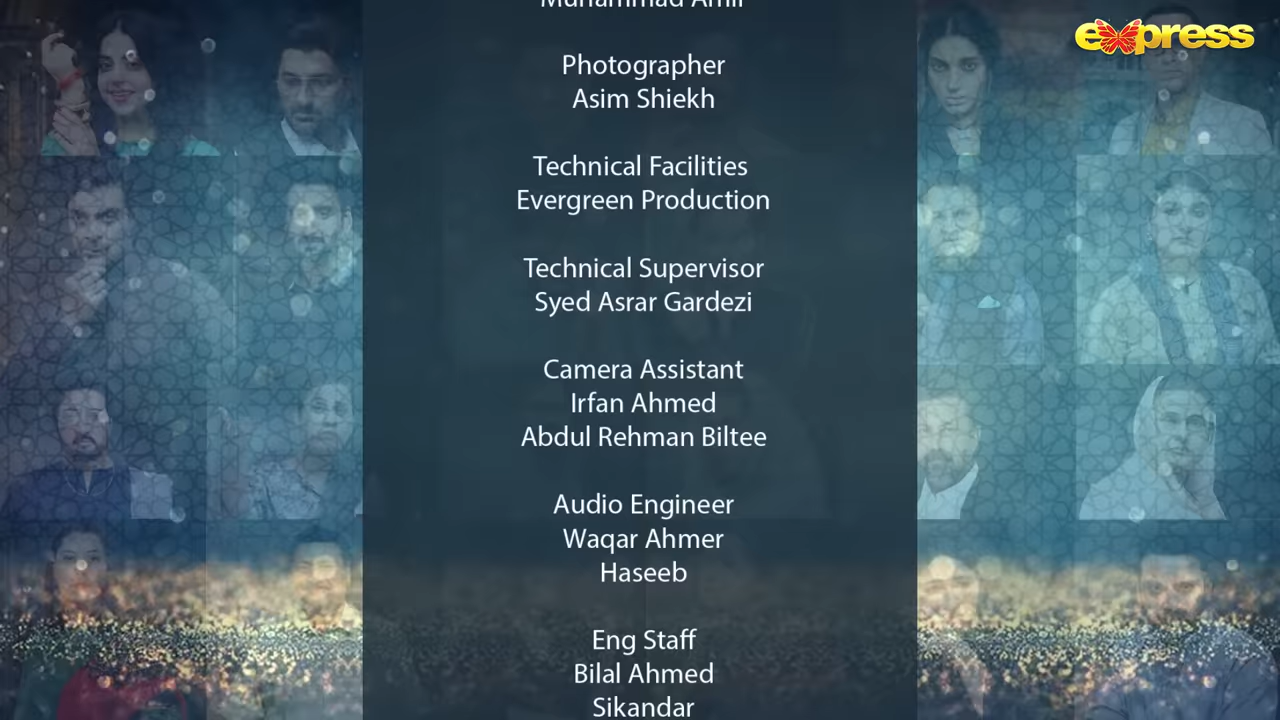 express
Photographer
Asim Shiekh
Technical Facilities
Evergreen Production
Technical Supervisor
Syed Asrar Gardezi
Camera Assistant
Irfan Ahmed
Abdul Rehman Biltee
Audio Engineer
Waqar Ahmer
Haseeb
Eng Staff
Bilal Ahmed
Sikandar